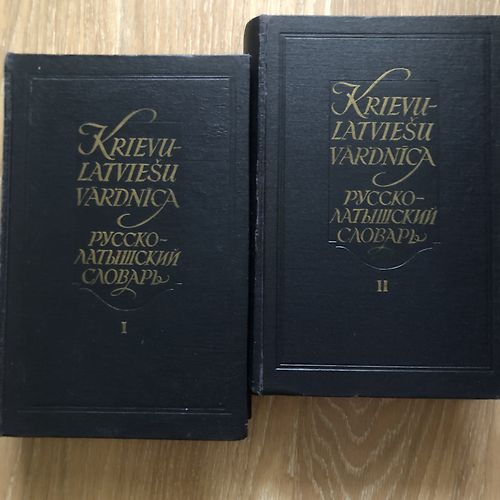 KRIEVU-
LATVIEŠU
VĀRDNĪCA
РУССКО-
ЛАТЫШСКИЙ
СЛОВАРЬ
I
KRIEVU-
LATVIEŠU
VĀRDNĪCA
РУССКО-
ЛАТЫШСКИЙ
СЛОВАРЬ
II